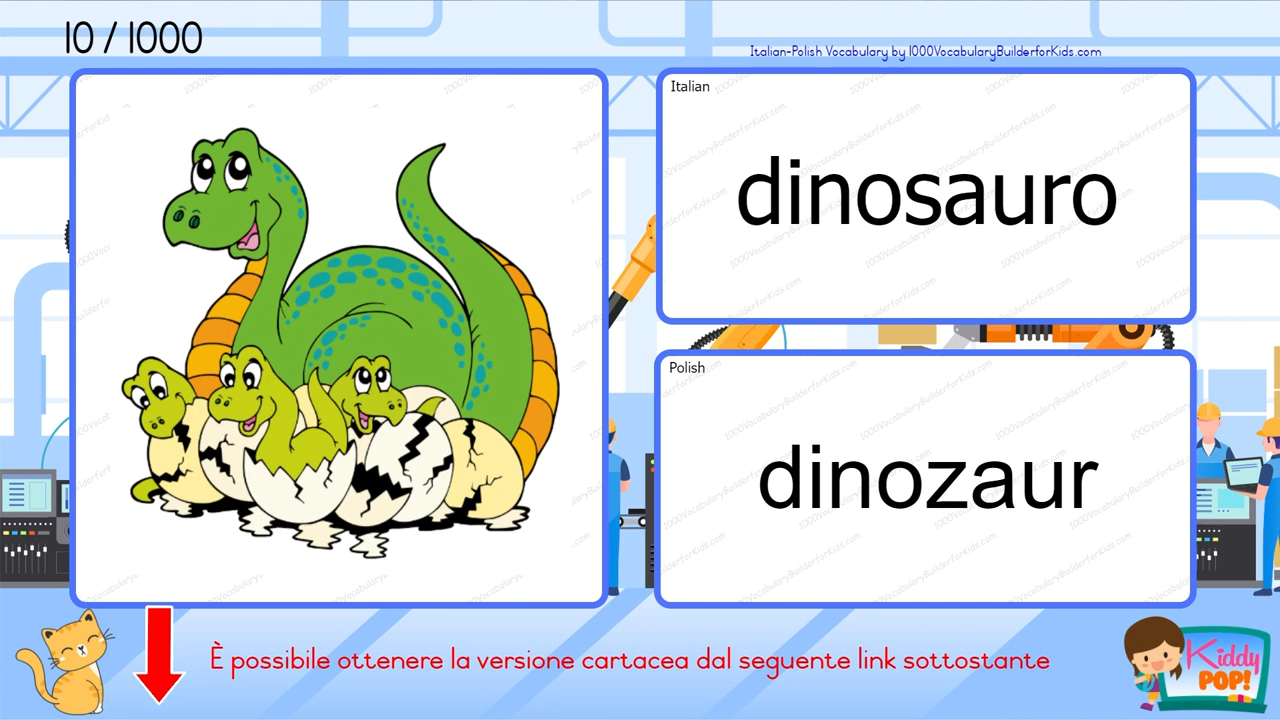 10 / 1000
Italian-Polish Vocabulary by 1000VocabularyBuilderforKids.com
Italian
dinosauro
Polish
dinozaur
È possibile ottenere la versione cartacea dal seguente link sottostante
Kiddy
POP!